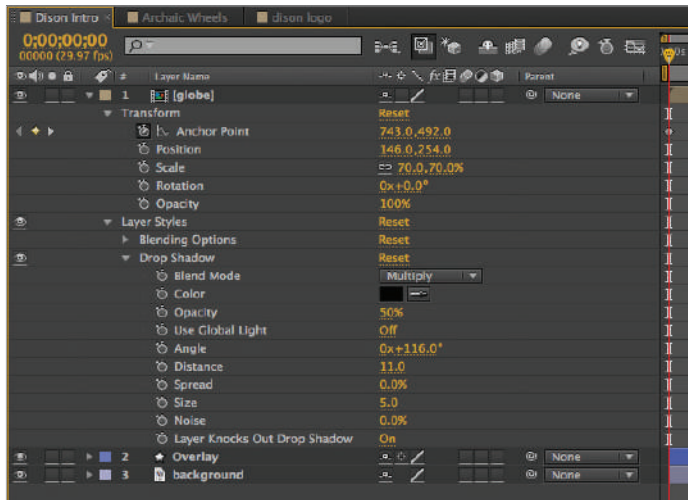 Dison Intro × Archaic Wheels dison logo
0;00;00;00
00000 (29.97 fps)
# Layer Name fx Parent
1 [globe] None
Transform Reset
Anchor Point 743.0,492.0
Position 146.0,254.0
Scale 70.0,70.0%
Rotation 0x+0.0°
Opacity 100%
Layer Styles Reset
Blending Options Reset
Drop Shadow Reset
Blend Mode Multiply
Color
Opacity 50%
Use Global Light Off
Angle 0x+116.0°
Distance 11.0
Spread 0.0%
Size 5.0
Noise 0.0%
Layer Knocks Out Drop Shadow On
2 Overlay None
3 background None